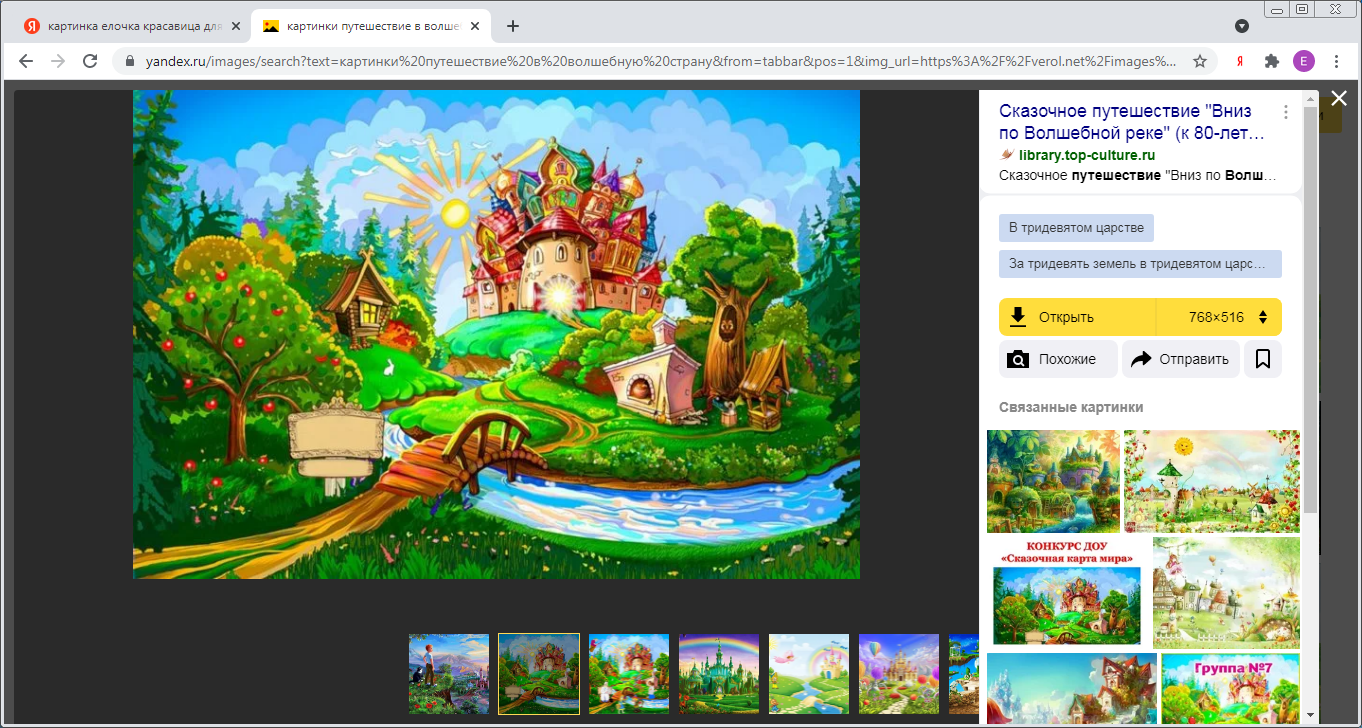 картинка елочка красавица для
картинки путешествие в волше
yandex.ru/images/search?text=картинки%20путешествие%20в%20волшебную%20страну&from=tabbar&pos=1&img_url=https%3A%2F%2Fverol.net%2Fimages%...
Я
E
Сказочное путешествие "Вниз
по Волшебной реке" (к 80-лет...
library.top-culture.ru
Сказочное путешествие "Вниз по Волш...
В тридевятом царстве
За тридевять земель в тридевятом царс...
Открыть
768×516
Похожие
Отправить
Связанные картинки
КОНКУРС ДОУ
«Сказочная карта мира»
Группа №7